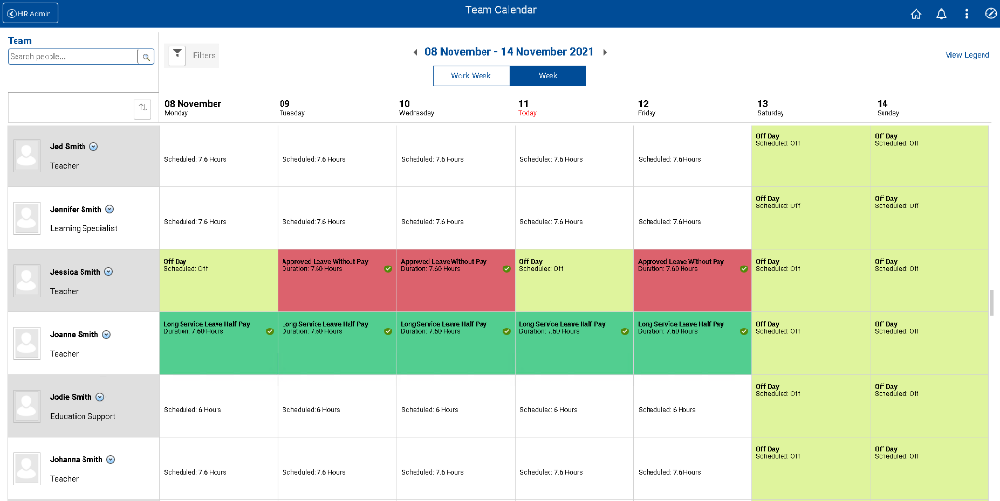 HR Admin
Team Calendar
Team
Search people...
Filters
08 November - 14 November 2021
View Legend
Work Week
Week
08 November
Monday
09
Tuesday
10
Wednesday
11
Today
12
Friday
13
Saturday
14
Sunday
Jed Smith
Teacher
Scheduled: 7.6 Hours
Scheduled: 7.6 Hours
Scheduled: 7.6 Hours
Scheduled: 7.6 Hours
Scheduled: 7.6 Hours
Off Day
Scheduled: Off
Off Day
Scheduled: Off
Jennifer Smith
Learning Specialist
Scheduled: 7.6 Hours
Scheduled: 7.6 Hours
Scheduled: 7.6 Hours
Scheduled: 7.6 Hours
Scheduled: 7.6 Hours
Off Day
Scheduled: Off
Off Day
Scheduled: Off
Jessica Smith
Teacher
Off Day
Scheduled: Off
Approved Leave Without Pay
Duration: 7.60 Hours
Approved Leave Without Pay
Duration: 7.60 Hours
Off Day
Scheduled: Off
Approved Leave Without Pay
Duration: 7.60 Hours
Off Day
Scheduled: Off
Off Day
Scheduled: Off
Joanne Smith
Teacher
Long Service Leave Half Pay
Duration: 7.60 Hours
Long Service Leave Half Pay
Duration: 7.60 Hours
Long Service Leave Half Pay
Duration: 7.60 Hours
Long Service Leave Half Pay
Duration: 7.60 Hours
Long Service Leave Half Pay
Duration: 7.60 Hours
Off Day
Scheduled: Off
Off Day
Scheduled: Off
Jodie Smith
Education Support
Scheduled: 6 Hours
Scheduled: 6 Hours
Scheduled: 6 Hours
Scheduled: 6 Hours
Scheduled: 6 Hours
Off Day
Scheduled: Off
Off Day
Scheduled: Off
Johanna Smith
Teacher
Scheduled: 7.6 Hours
Scheduled: 7.6 Hours
Scheduled: 7.6 Hours
Scheduled: 7.6 Hours
Scheduled: 7.6 Hours
Off Day
Scheduled: Off
Off Day
Scheduled: Off